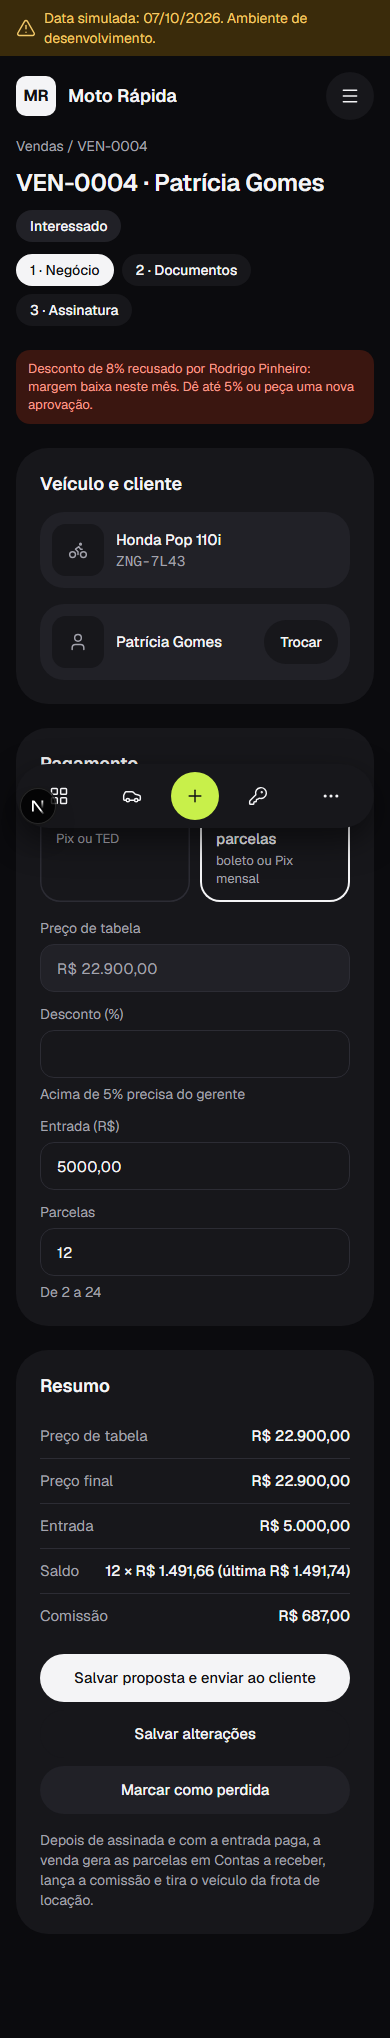 Data simulada: 07/10/2026. Ambiente de
desenvolvimento.
MR
Moto Rápida
Vendas / VEN-0004
VEN-0004 · Patrícia Gomes
Interessado
1 · Negócio
2 · Documentos
3 · Assinatura
Desconto de 8% recusado por Rodrigo Pinheiro:
margem baixa neste mês. Dê até 5% ou peça uma nova
aprovação.
Veículo e cliente
Honda Pop 110i
ZNG-7L43
Patrícia Gomes
Trocar
Pagamento
N
Pix ou TED
parcelas
boleto ou Pix
mensal
Preço de tabela
R$ 22.900,00
Desconto (%)
Acima de 5% precisa do gerente
Entrada (R$)
5000,00
Parcelas
12
De 2 a 24
Resumo
Preço de tabela R$ 22.900,00
Preço final R$ 22.900,00
Entrada R$ 5.000,00
Saldo 12 × R$ 1.491,66 (última R$ 1.491,74)
Comissão R$ 687,00
Salvar proposta e enviar ao cliente
Salvar alterações
Marcar como perdida
Depois de assinada e com a entrada paga, a
venda gera as parcelas em Contas a receber,
lança a comissão e tira o veículo da frota de
locação.